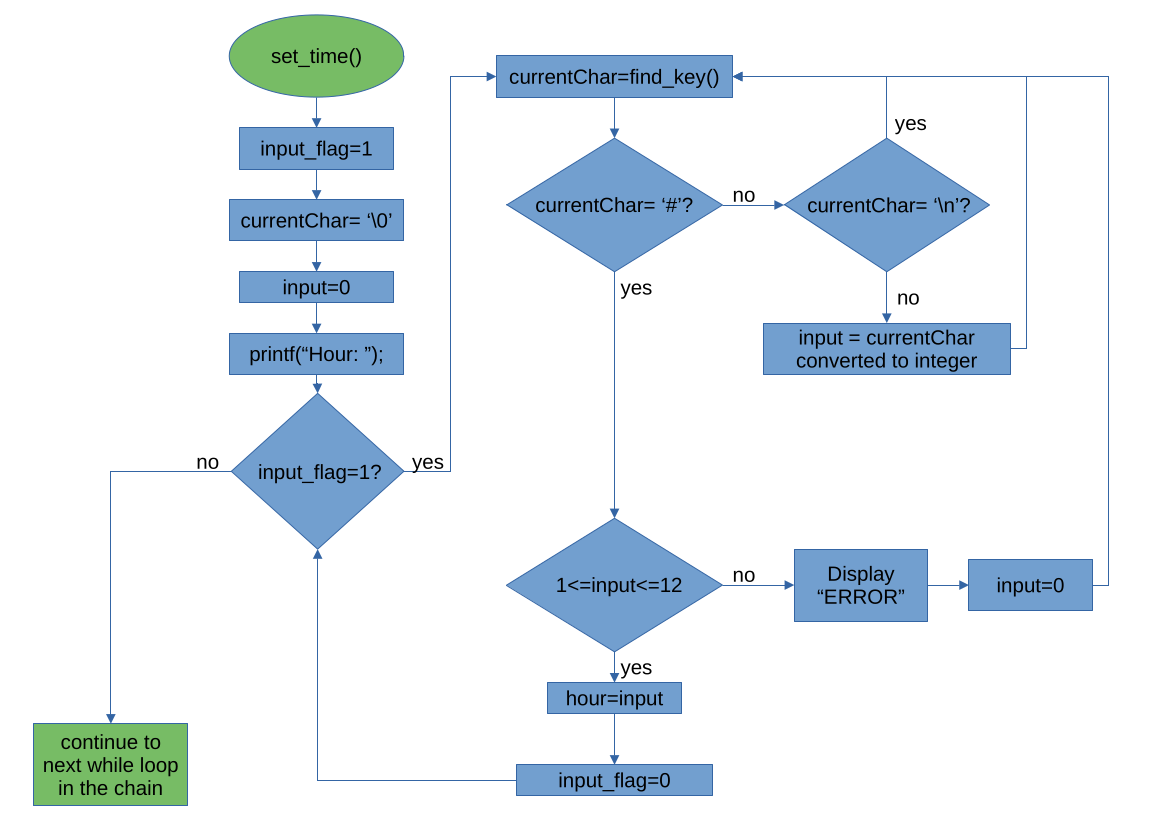 set_time()
input_flag=1
currentChar= ‘\0’
input=0
printf(“Hour: ”);
input_flag=1?
no
yes
continue to
next while loop
in the chain
currentChar=find_key()
currentChar= ‘#’?
no
yes
currentChar= ‘\n’?
yes
no
input = currentChar
converted to integer
1<=input<=12
no
Display
“ERROR”
input=0
yes
hour=input
input_flag=0